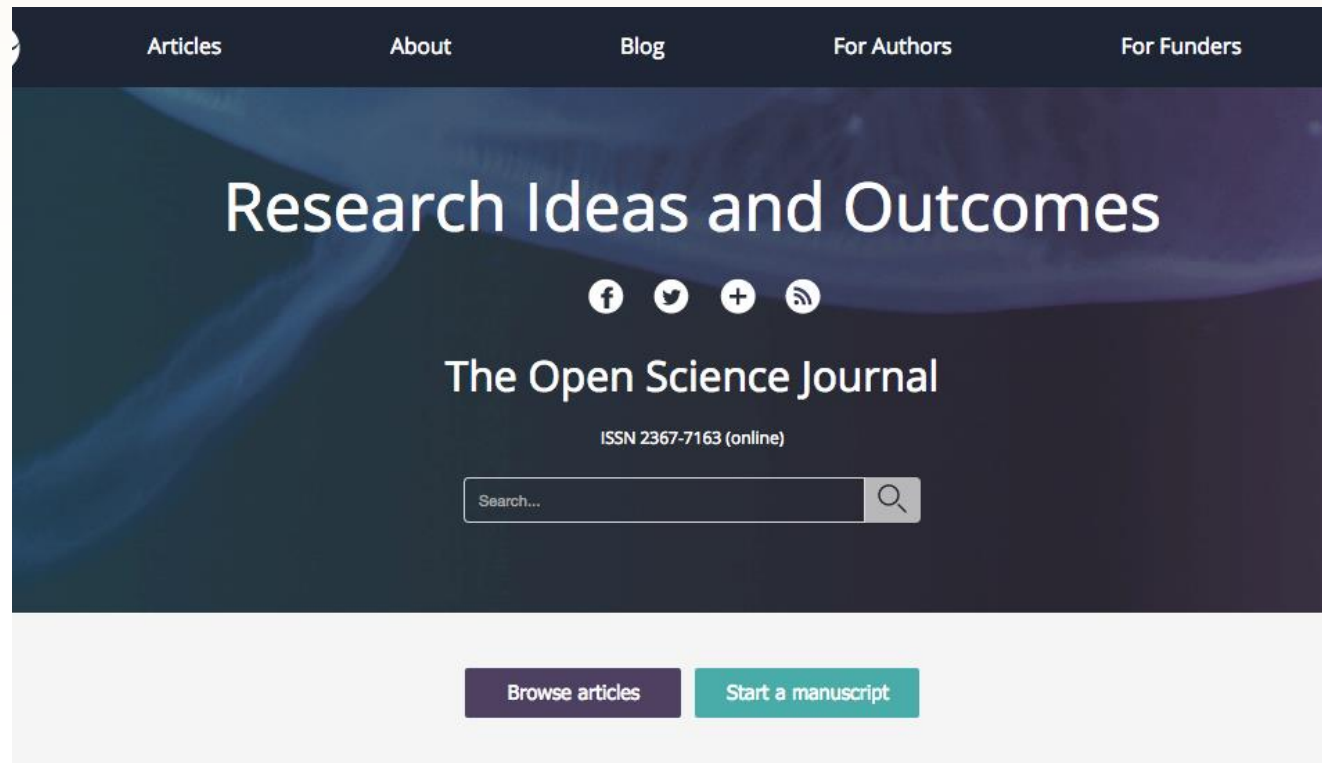 Articles About Blog For Authors For Funders
Research Ideas and Outcomes
The Open Science Journal
ISSN 2367-7163 (online)
Search...
Browse articles Start a manuscript